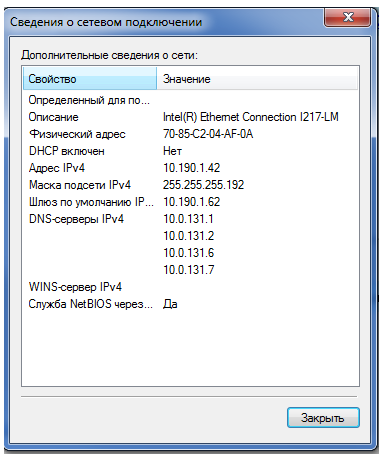 Сведения о сетевом подключении
Дополнительные сведения о сети:
Свойство Значение
Определенный для по...
Описание Intel(R) Ethernet Connection I217-LM
Физический адрес 70-85-C2-04-AF-0A
DHCP включен Нет
Адрес IPv4 10.190.1.42
Маска подсети IPv4 255.255.255.192
Шлюз по умолчанию IP... 10.190.1.62
DNS-серверы IPv4 10.0.131.1
10.0.131.2
10.0.131.6
10.0.131.7
WINS-сервер IPv4
Служба NetBIOS через... Да
Закрыть